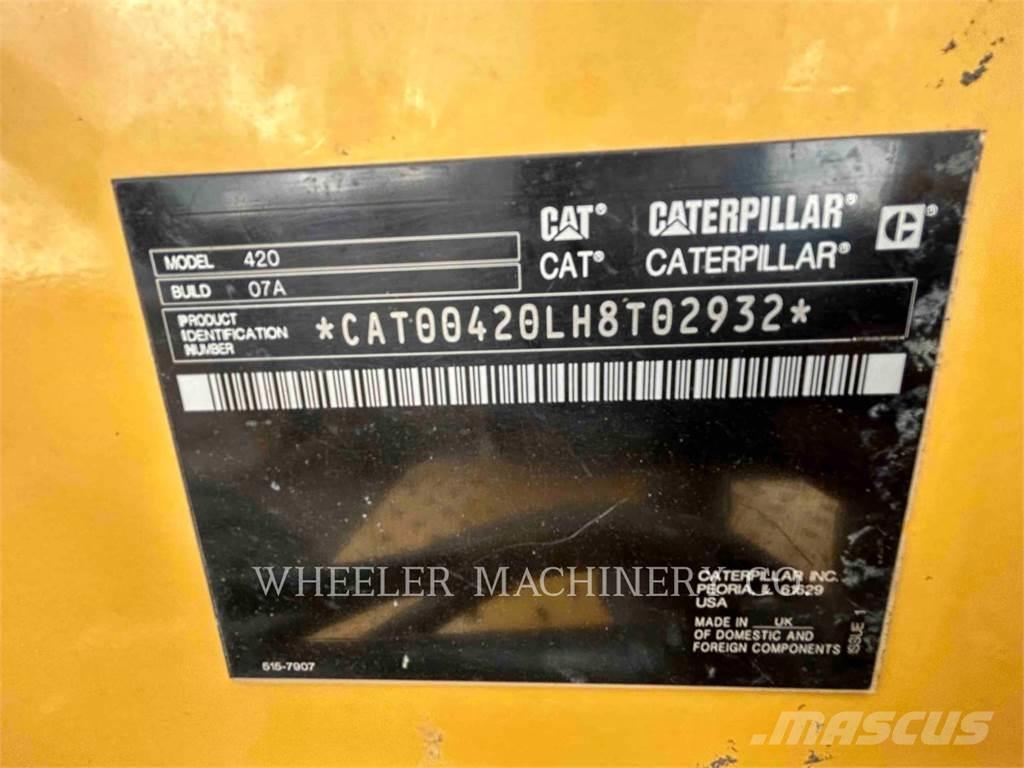 CAT® CATERPILLAR® C®
CAT® CATERPILLAR®
MODEL 420
BUILD 07A
PRODUCT
IDENTIFICATION
NUMBER
*CAT00420LH8T02932*
WHEELER MACHINERY CO
CATERPILLAR INC.
PEORIA IL 61629
USA
MADE IN UK
OF DOMESTIC AND
FOREIGN COMPONENTS
ISSUE 1
515-7907
MASCUS